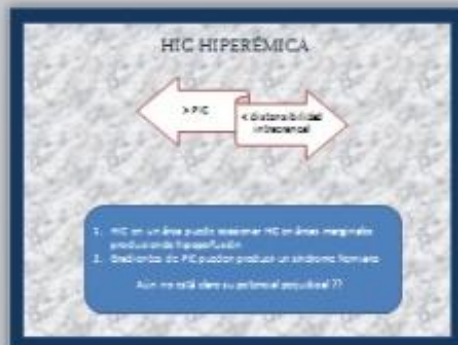 HIC HIPERÉMICA
> PIC
< distensibilidad
intracraneal
1. HIC en un área puede ocasionar HIC en áreas marginales
produciendo hipoperfusión
2. Gradientes de PIC pueden producir un síndrome herniario
Aún no está claro su potencial perjudicial ??